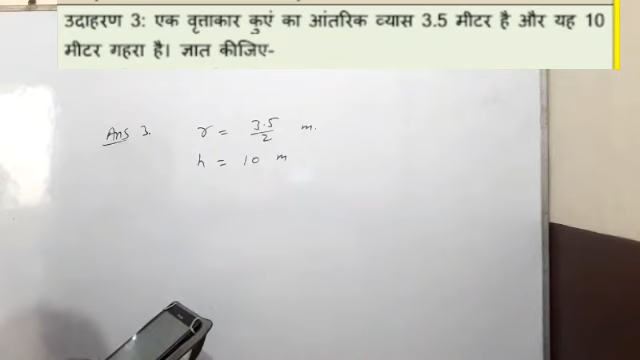 उदाहरण 3: एक वृत्ताकार कुएं का आंतरिक व्यास 3.5 मीटर है और यह 10
मीटर गहरा है। ज्ञात कीजिए-
Ans 3. r = 3.5/2 m.
h = 10 m